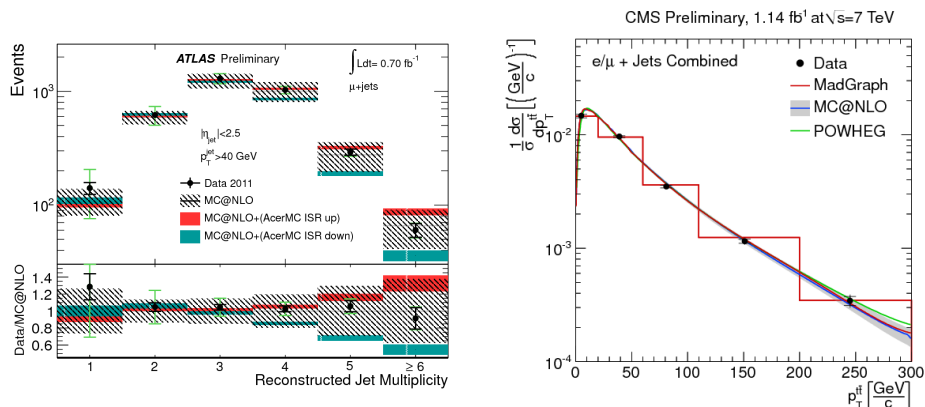 ATLAS Preliminary
∫ Ldt= 0.70 fb⁻¹
μ+jets
|η_jet|<2.5
p_T^jet>40 GeV
Data 2011
MC@NLO
MC@NLO+(AcerMC ISR up)
MC@NLO+(AcerMC ISR down)
Events
10³
10²
Data/MC@NLO
1.4
1.2
1
0.8
0.6
1 2 3 4 5 ≥ 6
Reconstructed Jet Multiplicity
CMS Preliminary, 1.14 fb⁻¹ at √s=7 TeV
e/μ + Jets Combined
Data
MadGraph
MC@NLO
POWHEG
1/σ dσ/dp_T^tt̄ [(GeV/c)⁻¹]
10⁻²
10⁻³
10⁻⁴
0 50 100 150 200 250 300
p_T^tt̄ [GeV/c]